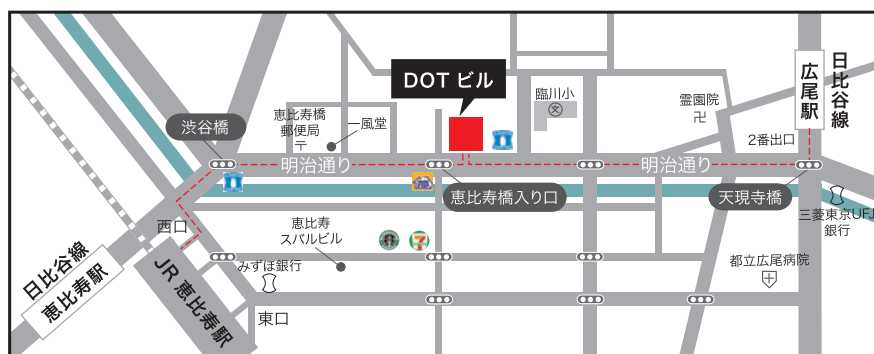 DOT ビル
臨川小
文
霊園院
卍
広尾駅
日比谷線
2番出口
渋谷橋
恵比寿橋
郵便局
〒
一風堂
明治通り
明治通り
恵比寿橋入り口
天現寺橋
三菱東京UFJ
銀行
西口
恵比寿
スバルビル
7
みずほ銀行
都立広尾病院
日比谷線
恵比寿駅
JR 恵比寿駅
東口